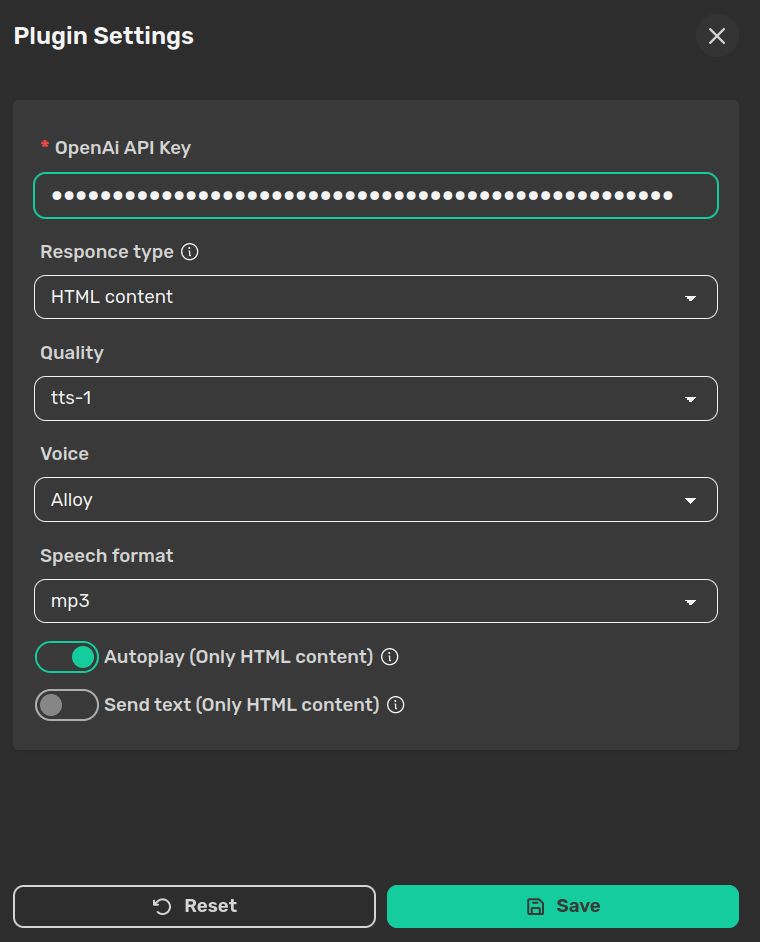 Plugin Settings
* OpenAi API Key
••••••••••••••••••••••••••••••••••••••••••••••••••• 
Responce type
HTML content
Quality
tts-1
Voice
Alloy
Speech format
mp3
Autoplay (Only HTML content)
Send text (Only HTML content)
Reset
Save